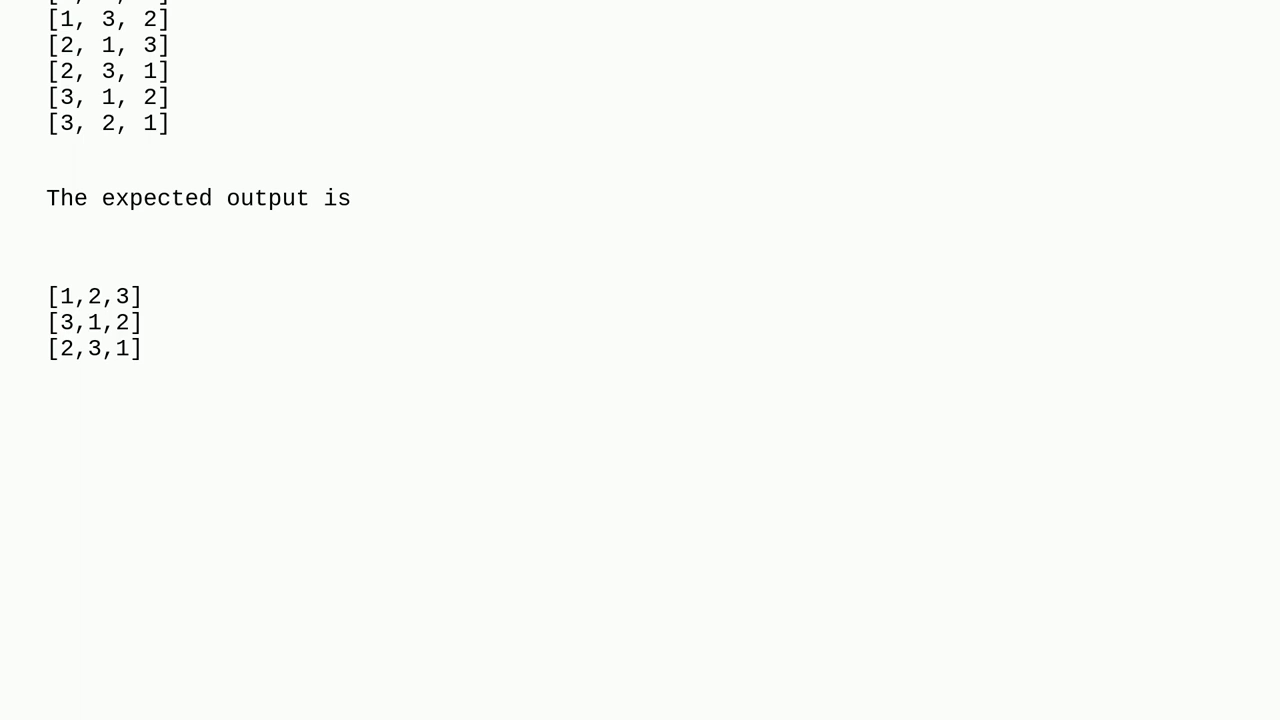 [1, 3, 2]
[2, 1, 3]
[2, 3, 1]
[3, 1, 2]
[3, 2, 1]
The expected output is
[1,2,3]
[3,1,2]
[2,3,1]